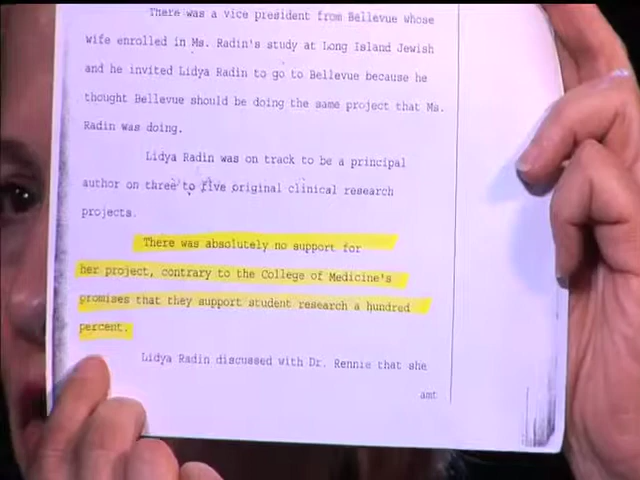 There was a vice president from Bellevue whose
wife enrolled in Ms. Radin's study at Long Island Jewish
and he invited Lidya Radin to go to Bellevue because he
thought Bellevue should be doing the same project that Ms.
Radin was doing.
Lidya Radin was on track to be a principal
author on three to five original clinical research
projects.
There was absolutely no support for
her project, contrary to the College of Medicine's
promises that they support student research a hundred
percent.
Lidya Radin discussed with Dr. Rennie that she
amt